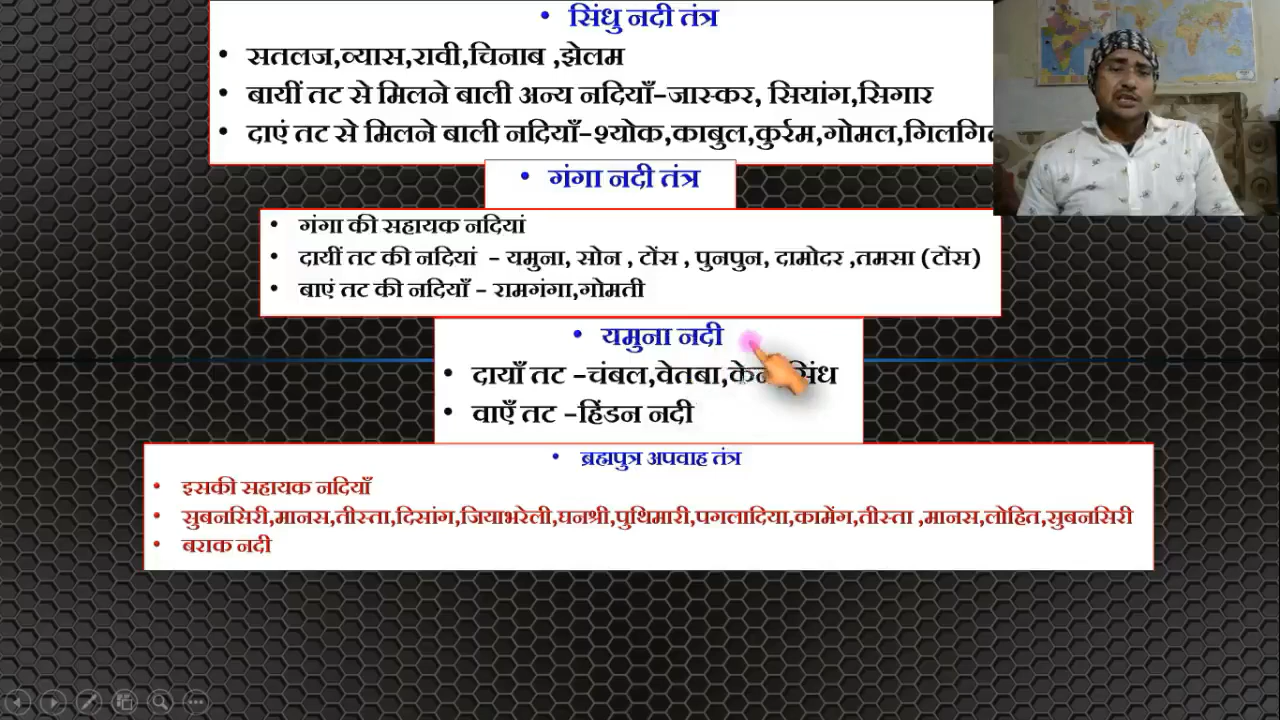 • सिंधु नदी तंत्र
• सतलज,व्यास,रावी,चिनाब ,झेलम
• बायीं तट से मिलने बाली अन्य नदियाँ-जास्कर, सियांग,सिगार
• दाएं तट से मिलने बाली नदियाँ-श्योक,काबुल,कुर्रम,गोमल,
• गंगा नदी तंत्र
• गंगा की सहायक नदियां
• दायीं तट की नदियां - यमुना, सोन , टोंस , पुनपुन, दामोदर ,तमसा (टोंस)
• बाएं तट की नदियाँ - रामगंगा,गोमती
• यमुना नदी
• दायाँ तट -चंबल,वेतबा,
• वाएँ तट -हिंडन नदी
• ब्रह्मपुत्र अपवाह तंत्र
• इसकी सहायक नदियाँ
• सुबनसिरी,मानस,तीस्ता,दिसांग,जियाभरेली,घनश्री,पुथिमारी,पगलादिया,कामेंग,तीस्ता ,मानस,लोहित,सुबनसिरी
• बराक नदी